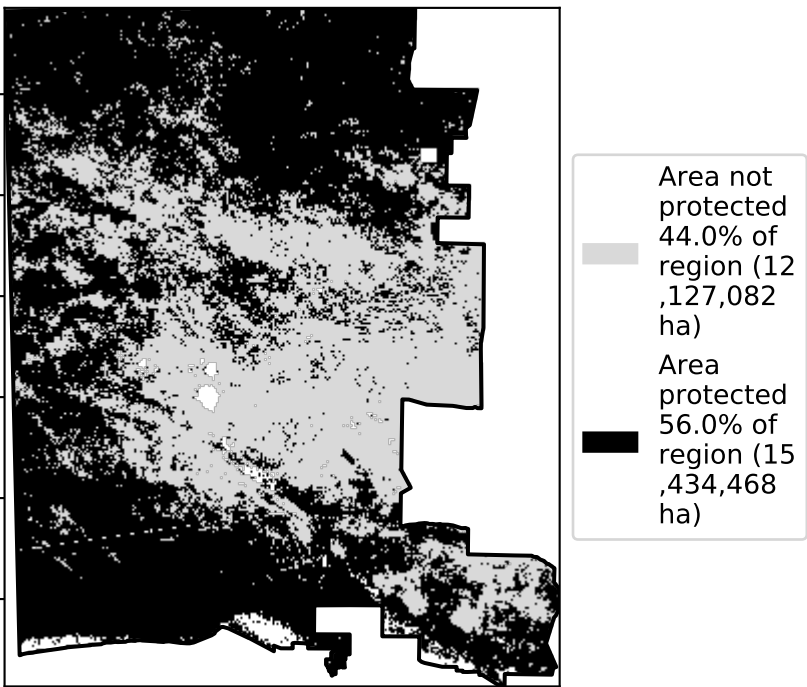 Area not
protected
44.0% of
region (12
,127,082
ha)
Area
protected
56.0% of
region (15
,434,468
ha)